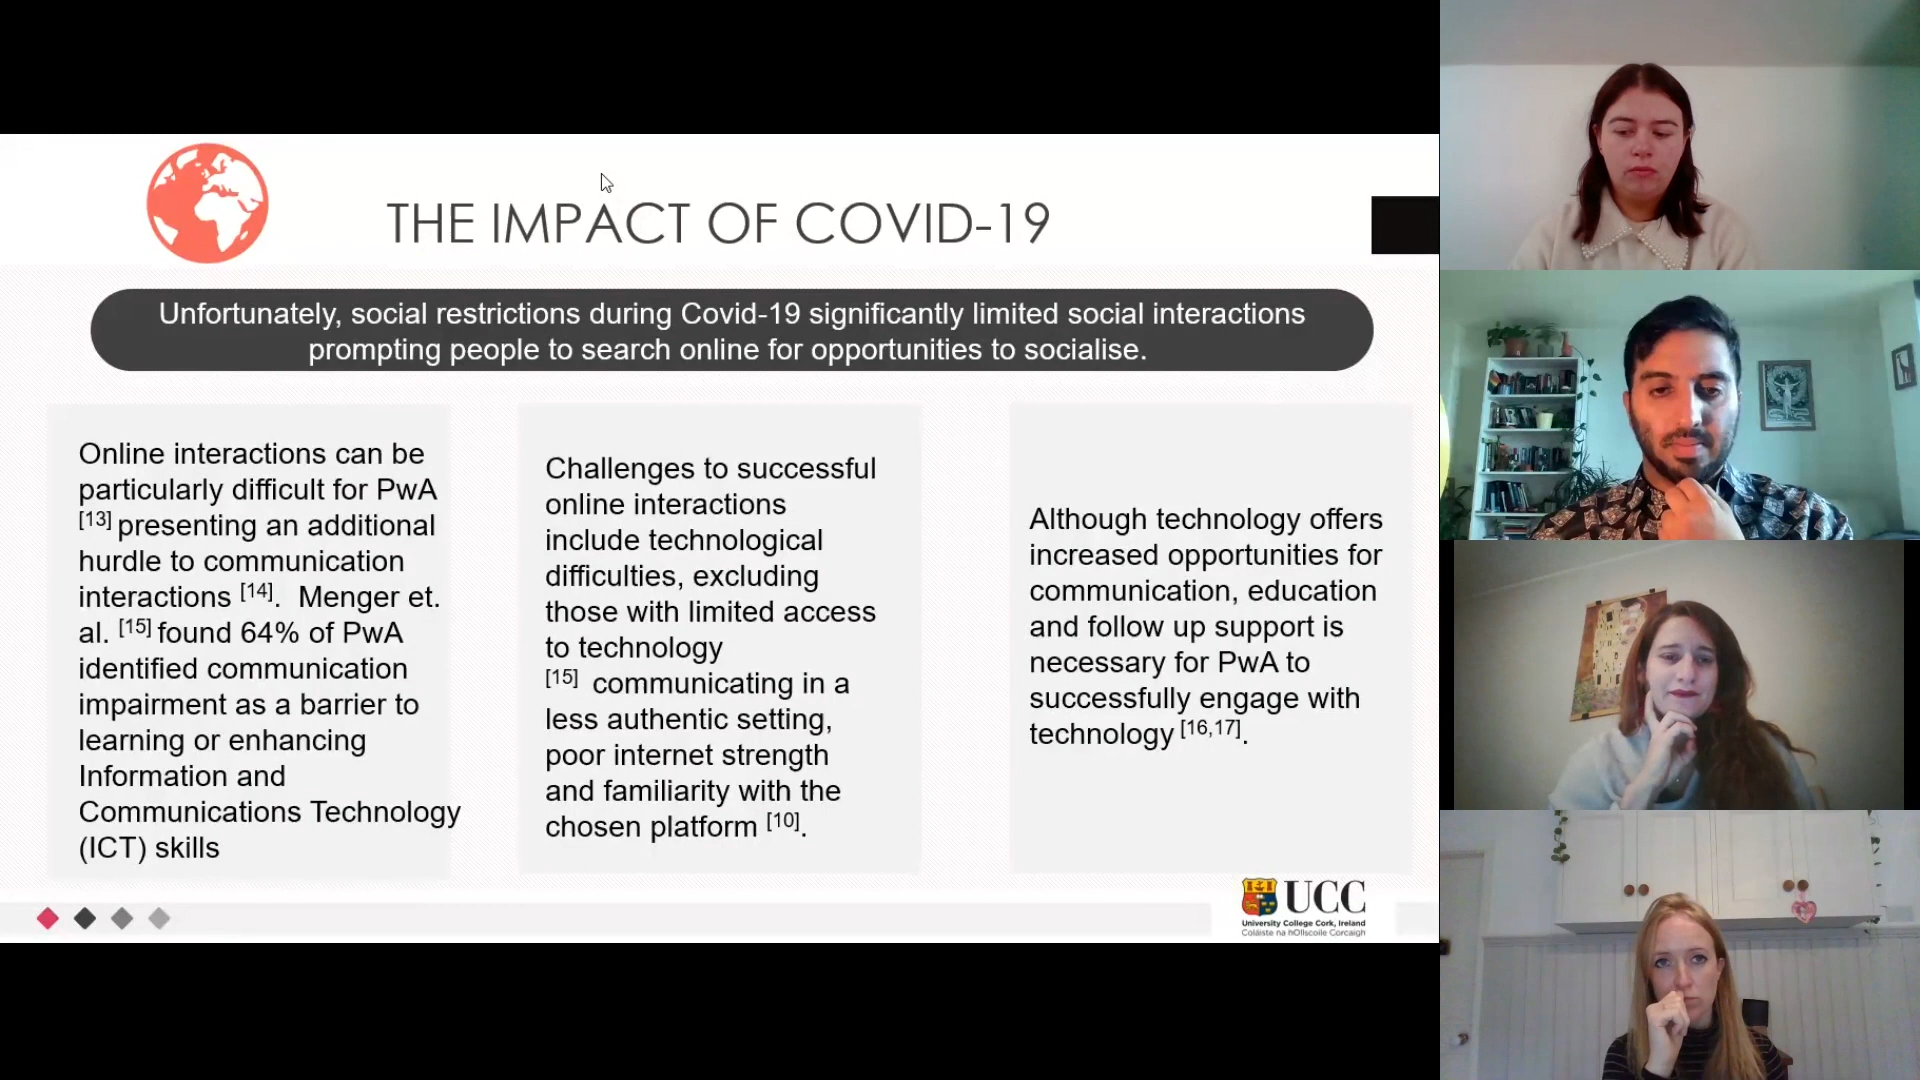 THE IMPACT OF COVID-19
Unfortunately, social restrictions during Covid-19 significantly limited social interactions
prompting people to search online for opportunities to socialise.
Online interactions can be
particularly difficult for PwA
[13] presenting an additional
hurdle to communication
interactions [14]. Menger et.
al. [15] found 64% of PwA
identified communication
impairment as a barrier to
learning or enhancing
Information and
Communications Technology
(ICT) skills
Challenges to successful
online interactions
include technological
difficulties, excluding
those with limited access
to technology
[15] communicating in a
less authentic setting,
poor internet strength
and familiarity with the
chosen platform [10].
Although technology offers
increased opportunities for
communication, education
and follow up support is
necessary for PwA to
successfully engage with
technology [16,17].
UCC
University College Cork, Ireland
Coláiste na hOllscoile Corcaigh